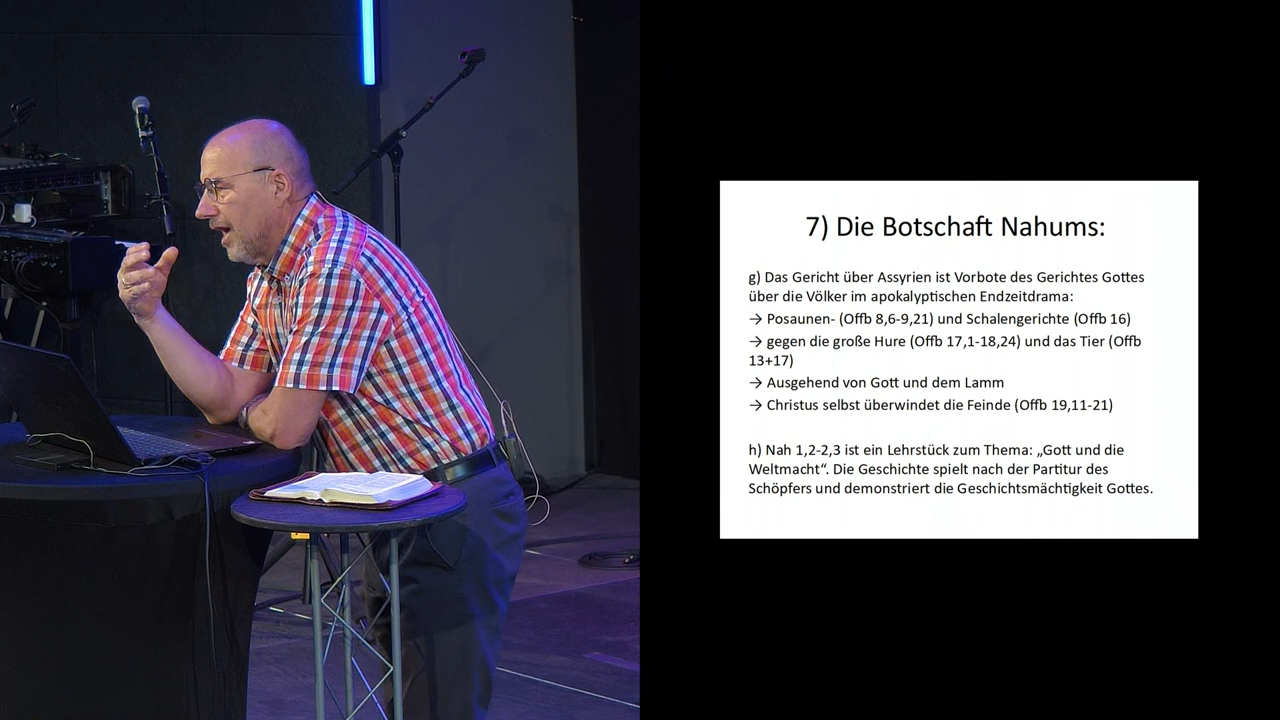 7) Die Botschaft Nahums:
g) Das Gericht über Assyrien ist Vorbote des Gerichtes Gottes
über die Völker im apokalyptischen Endzeitdrama:
→ Posaunen- (Offb 8,6-9,21) und Schalengerichte (Offb 16)
→ gegen die große Hure (Offb 17,1-18,24) und das Tier (Offb
13+17)
→ Ausgehend von Gott und dem Lamm
→ Christus selbst überwindet die Feinde (Offb 19,11-21)
h) Nah 1,2-2,3 ist ein Lehrstück zum Thema: „Gott und die
Weltmacht“. Die Geschichte spielt nach der Partitur des
Schöpfers und demonstriert die Geschichtsmächtigkeit Gottes.